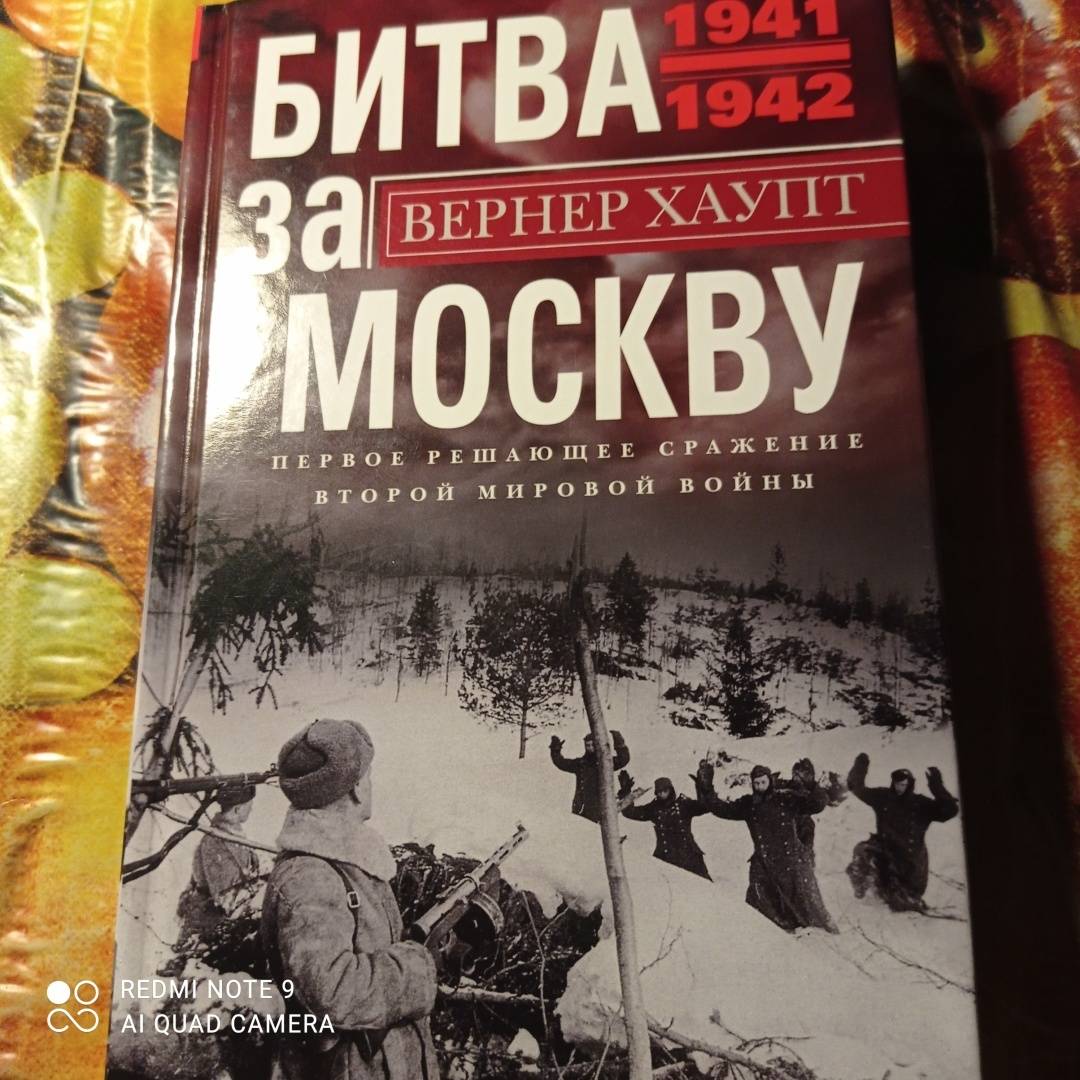 БИТВА
1941
1942
за
ВЕРНЕР ХАУПТ
МОСКВУ
ПЕРВОЕ РЕШАЮЩЕЕ СРАЖЕНИЕ
ВТОРОЙ МИРОВОЙ ВОЙНЫ
REDMI NOTE 9
AI QUAD CAMERA